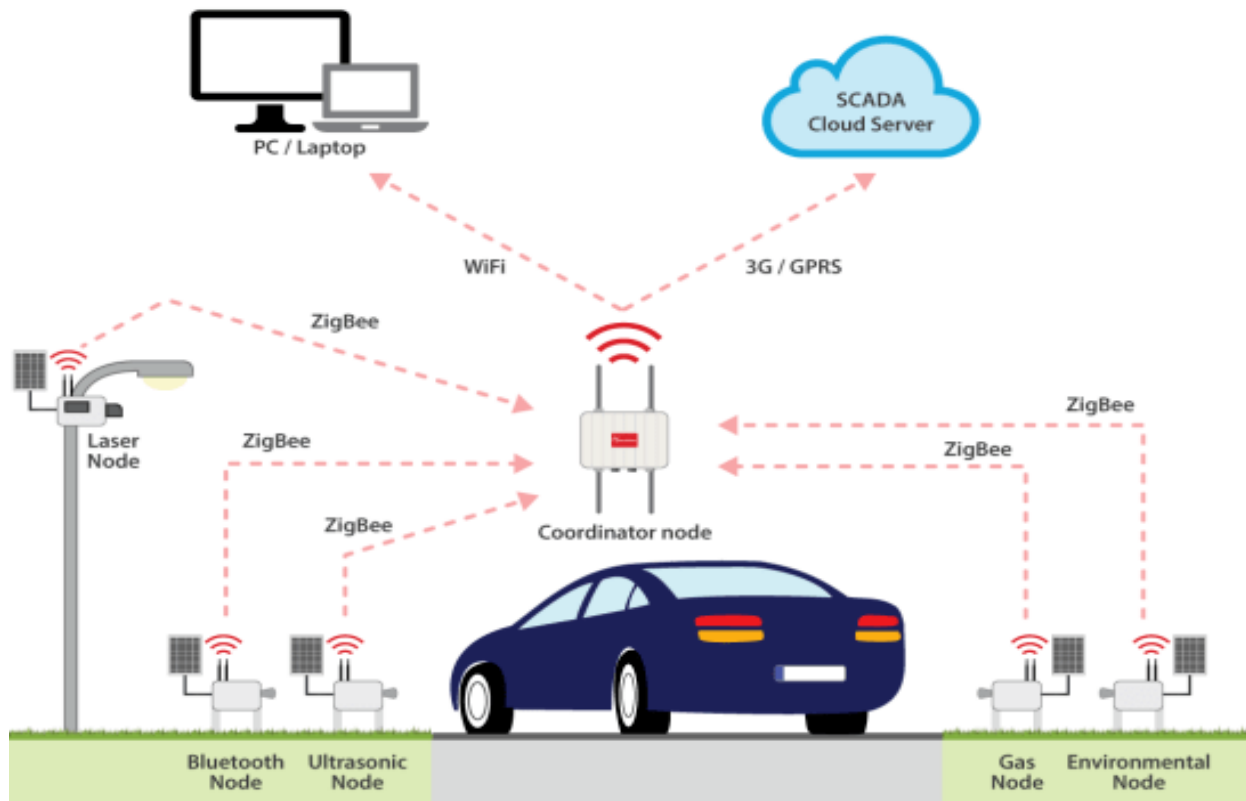 SCADA
Cloud Server
PC / Laptop
WiFi
3G / GPRS
ZigBee
ZigBee
Laser
Node
ZigBee
ZigBee
ZigBee
Coordinator node
Bluetooth
Node
Ultrasonic
Node
Gas
Node
Environmental
Node